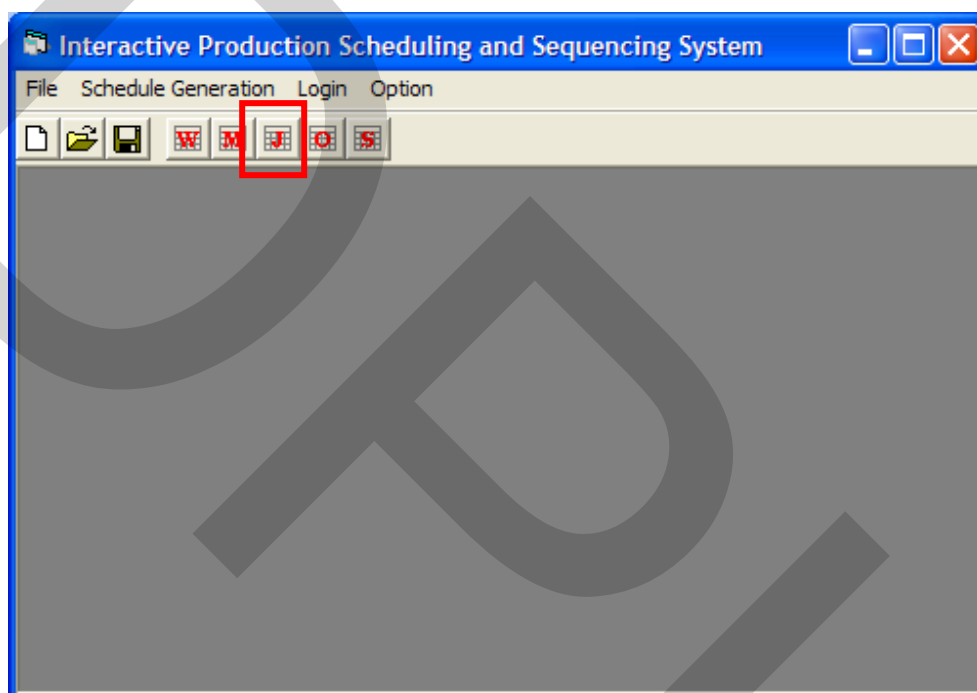 Interactive Production Scheduling and Sequencing System
File Schedule Generation Login Option
W M J O S
P